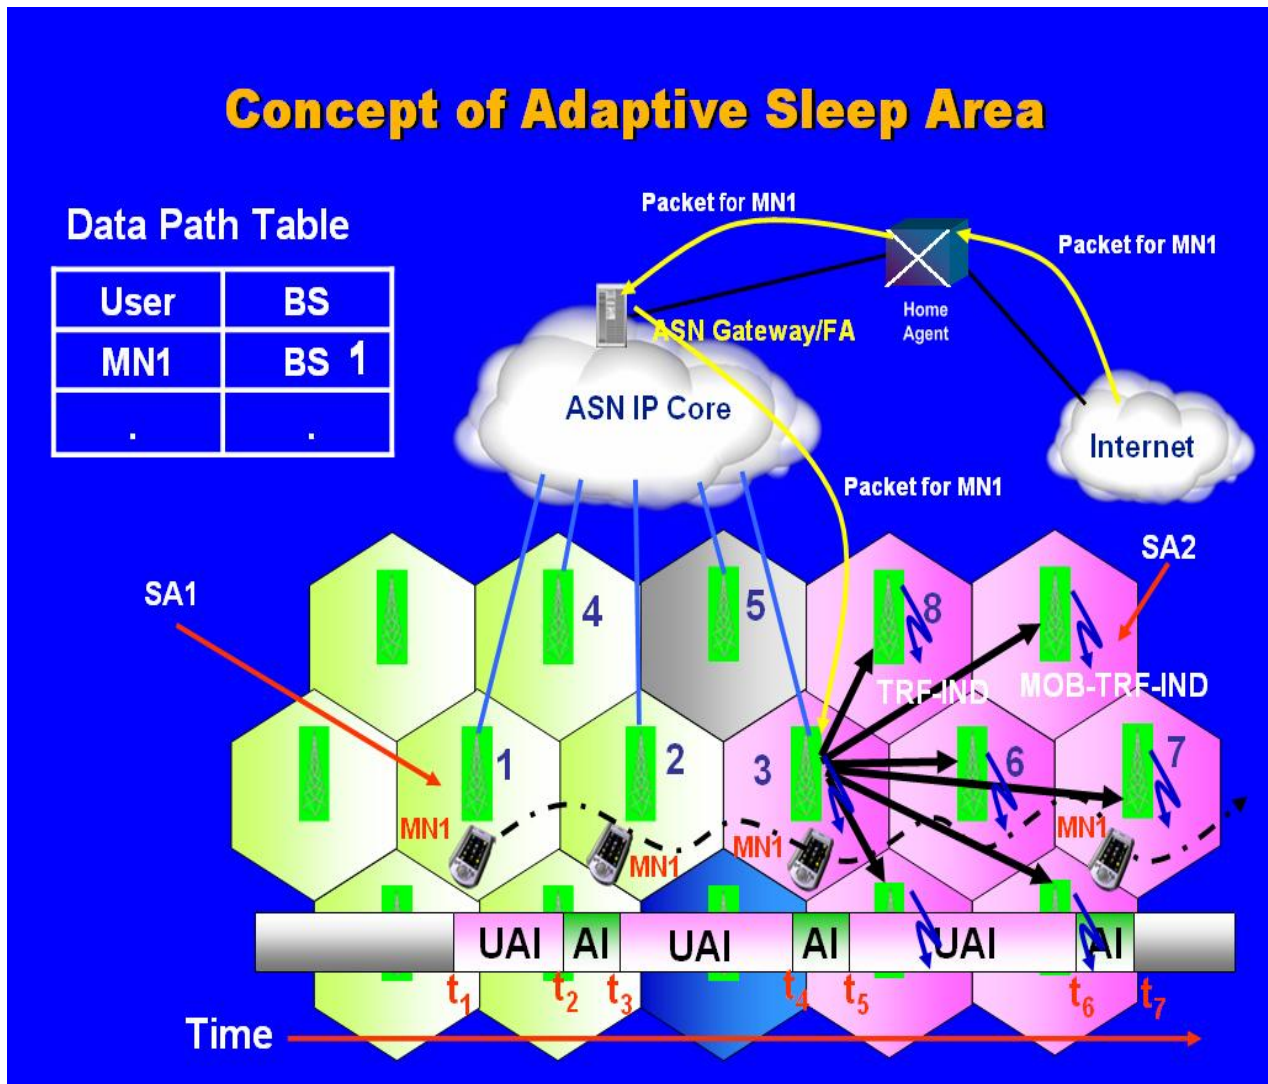 Concept of Adaptive Sleep Area
Data Path Table
User BS
MN1 BS 1
. .
Packet for MN1
Packet for MN1
Home
Agent
ASN Gateway/FA
ASN IP Core
Internet
Packet for MN1
SA1
SA2
4
5
8
TRF-IND
MOB-TRF-IND
1
2
3
6
7
MN1
MN1
MN1
MN1
UAI AI UAI AI UAI AI
t1 t2 t3 t4 t5 t6 t7
Time